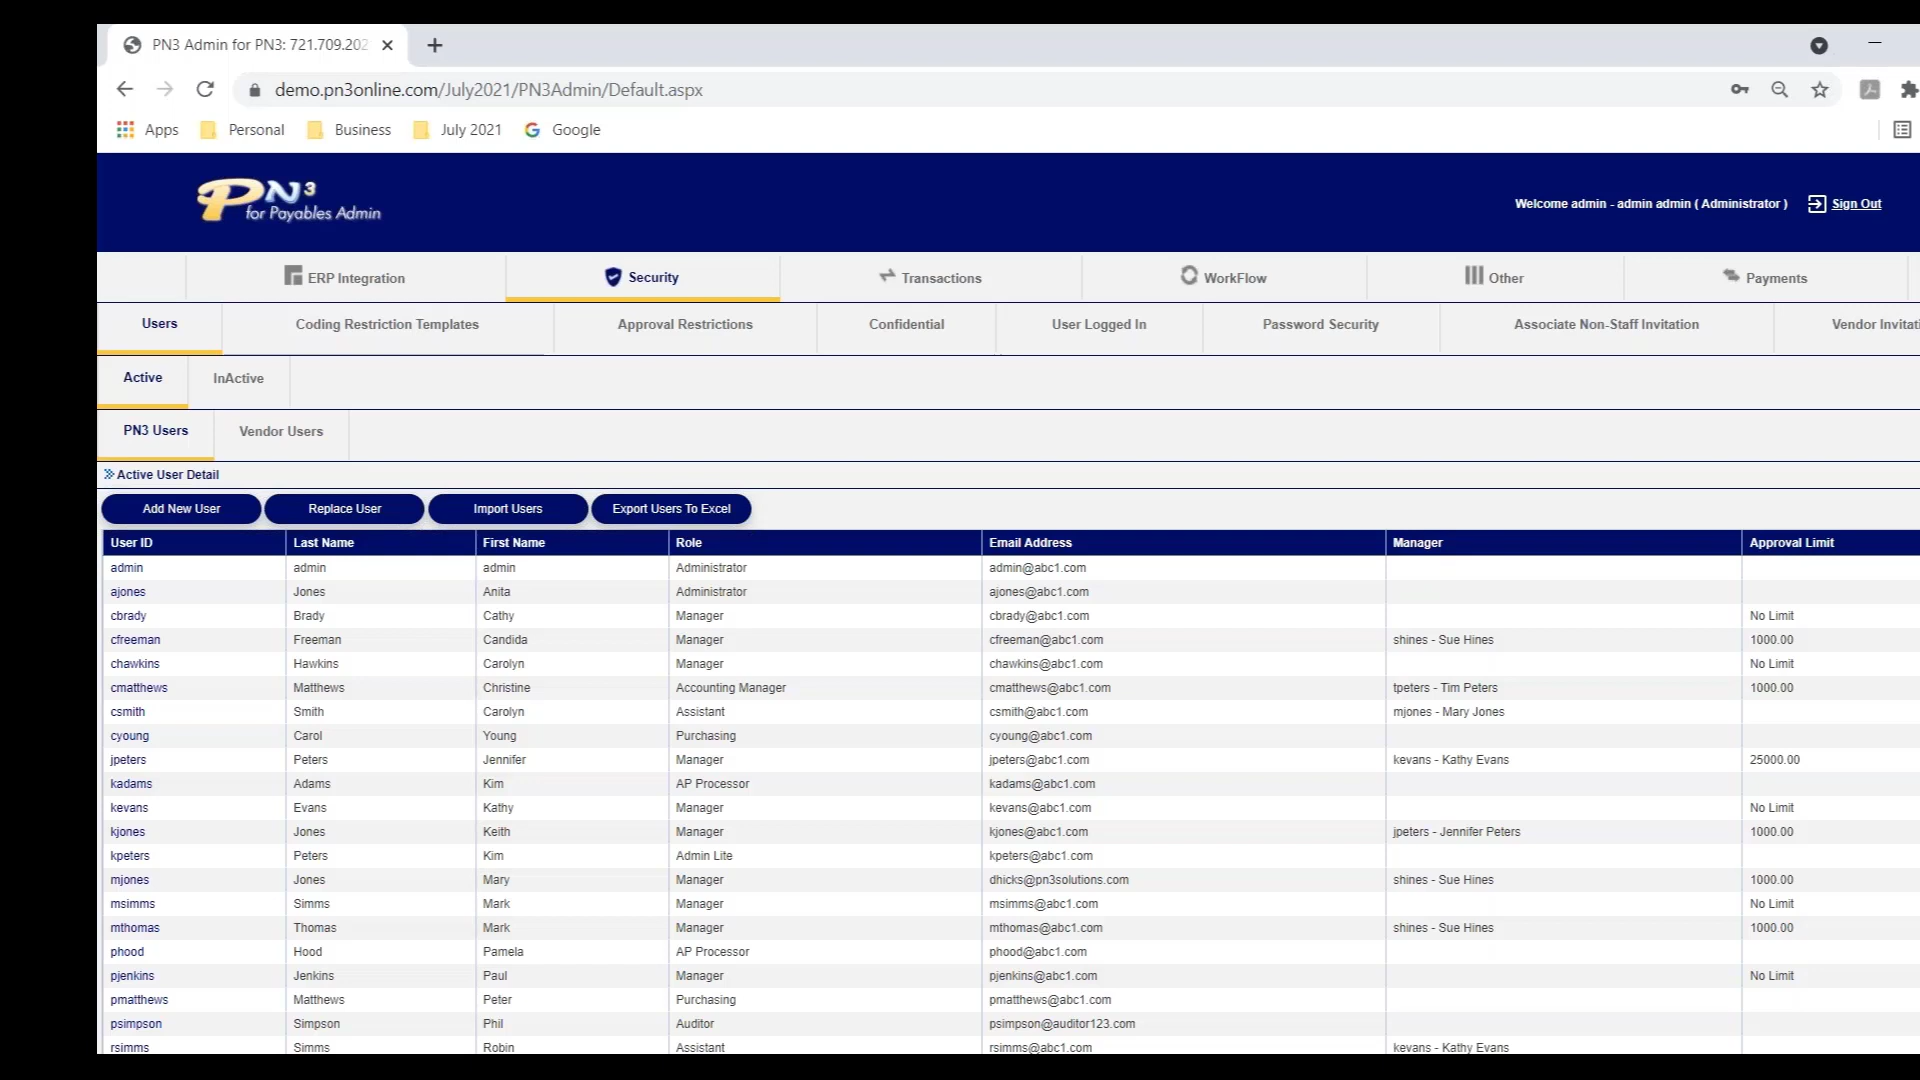 PN3 Admin for PN3: 721.709.202
demo.pn3online.com/July2021/PN3Admin/Default.aspx
Apps Personal Business July 2021 Google
PN3
for Payables Admin
Welcome admin - admin admin ( Administrator ) Sign Out
ERP Integration Security Transactions WorkFlow Other Payments
Users Coding Restriction Templates Approval Restrictions Confidential User Logged In Password Security Associate Non-Staff Invitation Vendor Invitati
Active InActive
PN3 Users Vendor Users
Active User Detail
Add New User Replace User Import Users Export Users To Excel
User ID Last Name First Name Role Email Address Manager Approval Limit
admin admin admin Administrator admin@abc1.com
ajones Jones Anita Administrator ajones@abc1.com
cbrady Brady Cathy Manager cbrady@abc1.com No Limit
cfreeman Freeman Candida Manager cfreeman@abc1.com shines - Sue Hines 1000.00
chawkins Hawkins Carolyn Manager chawkins@abc1.com No Limit
cmatthews Matthews Christine Accounting Manager cmatthews@abc1.com tpeters - Tim Peters 1000.00
csmith Smith Carolyn Assistant csmith@abc1.com mjones - Mary Jones
cyoung Carol Young Purchasing cyoung@abc1.com
jpeters Peters Jennifer Manager jpeters@abc1.com kevans - Kathy Evans 25000.00
kadams Adams Kim AP Processor kadams@abc1.com
kevans Evans Kathy Manager kevans@abc1.com No Limit
kjones Jones Keith Manager kjones@abc1.com jpeters - Jennifer Peters 1000.00
kpeters Peters Kim Admin Lite kpeters@abc1.com
mjones Jones Mary Manager dhicks@pn3solutions.com shines - Sue Hines 1000.00
msimms Simms Mark Manager msimms@abc1.com No Limit
mthomas Thomas Mark Manager mthomas@abc1.com shines - Sue Hines 1000.00
phood Hood Pamela AP Processor phood@abc1.com
pjenkins Jenkins Paul Manager pjenkins@abc1.com No Limit
pmatthews Matthews Peter Purchasing pmatthews@abc1.com
psimpson Simpson Phil Auditor psimpson@auditor123.com
rsimms Simms Robin Assistant rsimms@abc1.com kevans - Kathy Evans